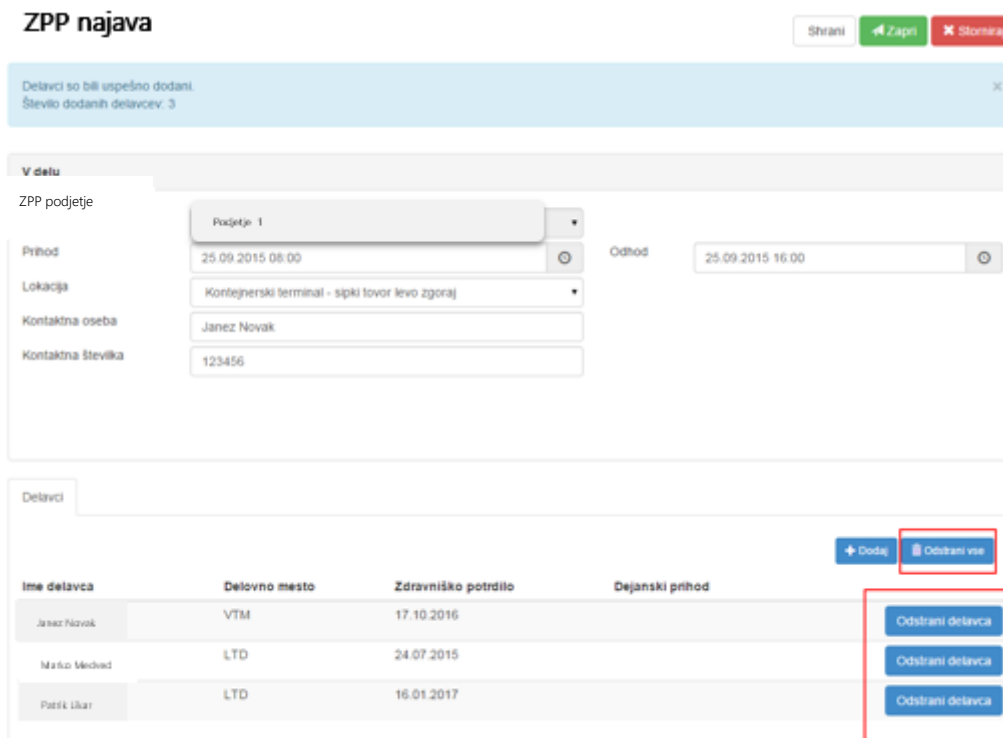 ZPP najava
Shrani Zapri Stornira
Delavci so bili uspešno dodani.
Število dodanih delavcev: 3
V delu
ZPP podjetje
Podjetje 1
Prihod 25.09.2015 08:00 Odhod 25.09.2015 16:00
Lokacija Kontejnerski terminal - sipki tovor levo zgoraj
Kontaktna oseba Janez Novak
Kontaktna številka 123456
Delavci
Dodaj Odstrani vse
Ime delavca Delovno mesto Zdravniško potrdilo Dejanski prihod
Janez Novak VTM 17.10.2016 Odstrani delavca
Marko Medved LTD 24.07.2015 Odstrani delavca
Patrik LTD 16.01.2017 Odstrani delavca